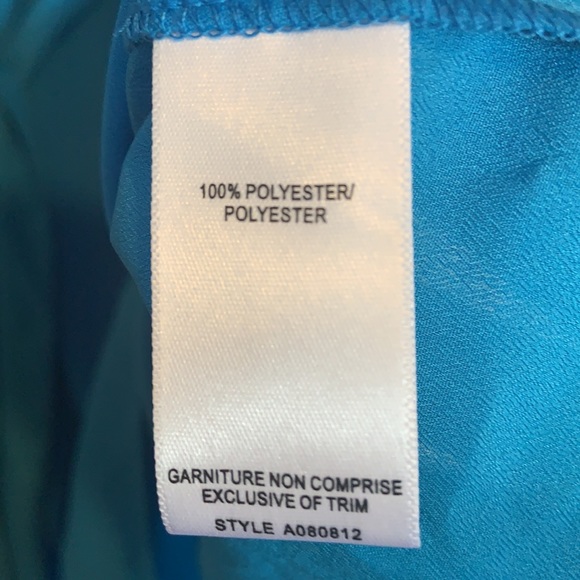 100% POLYESTER/
POLYESTER
GARNITURE NON COMPRISE
EXCLUSIVE OF TRIM
STYLE A080812